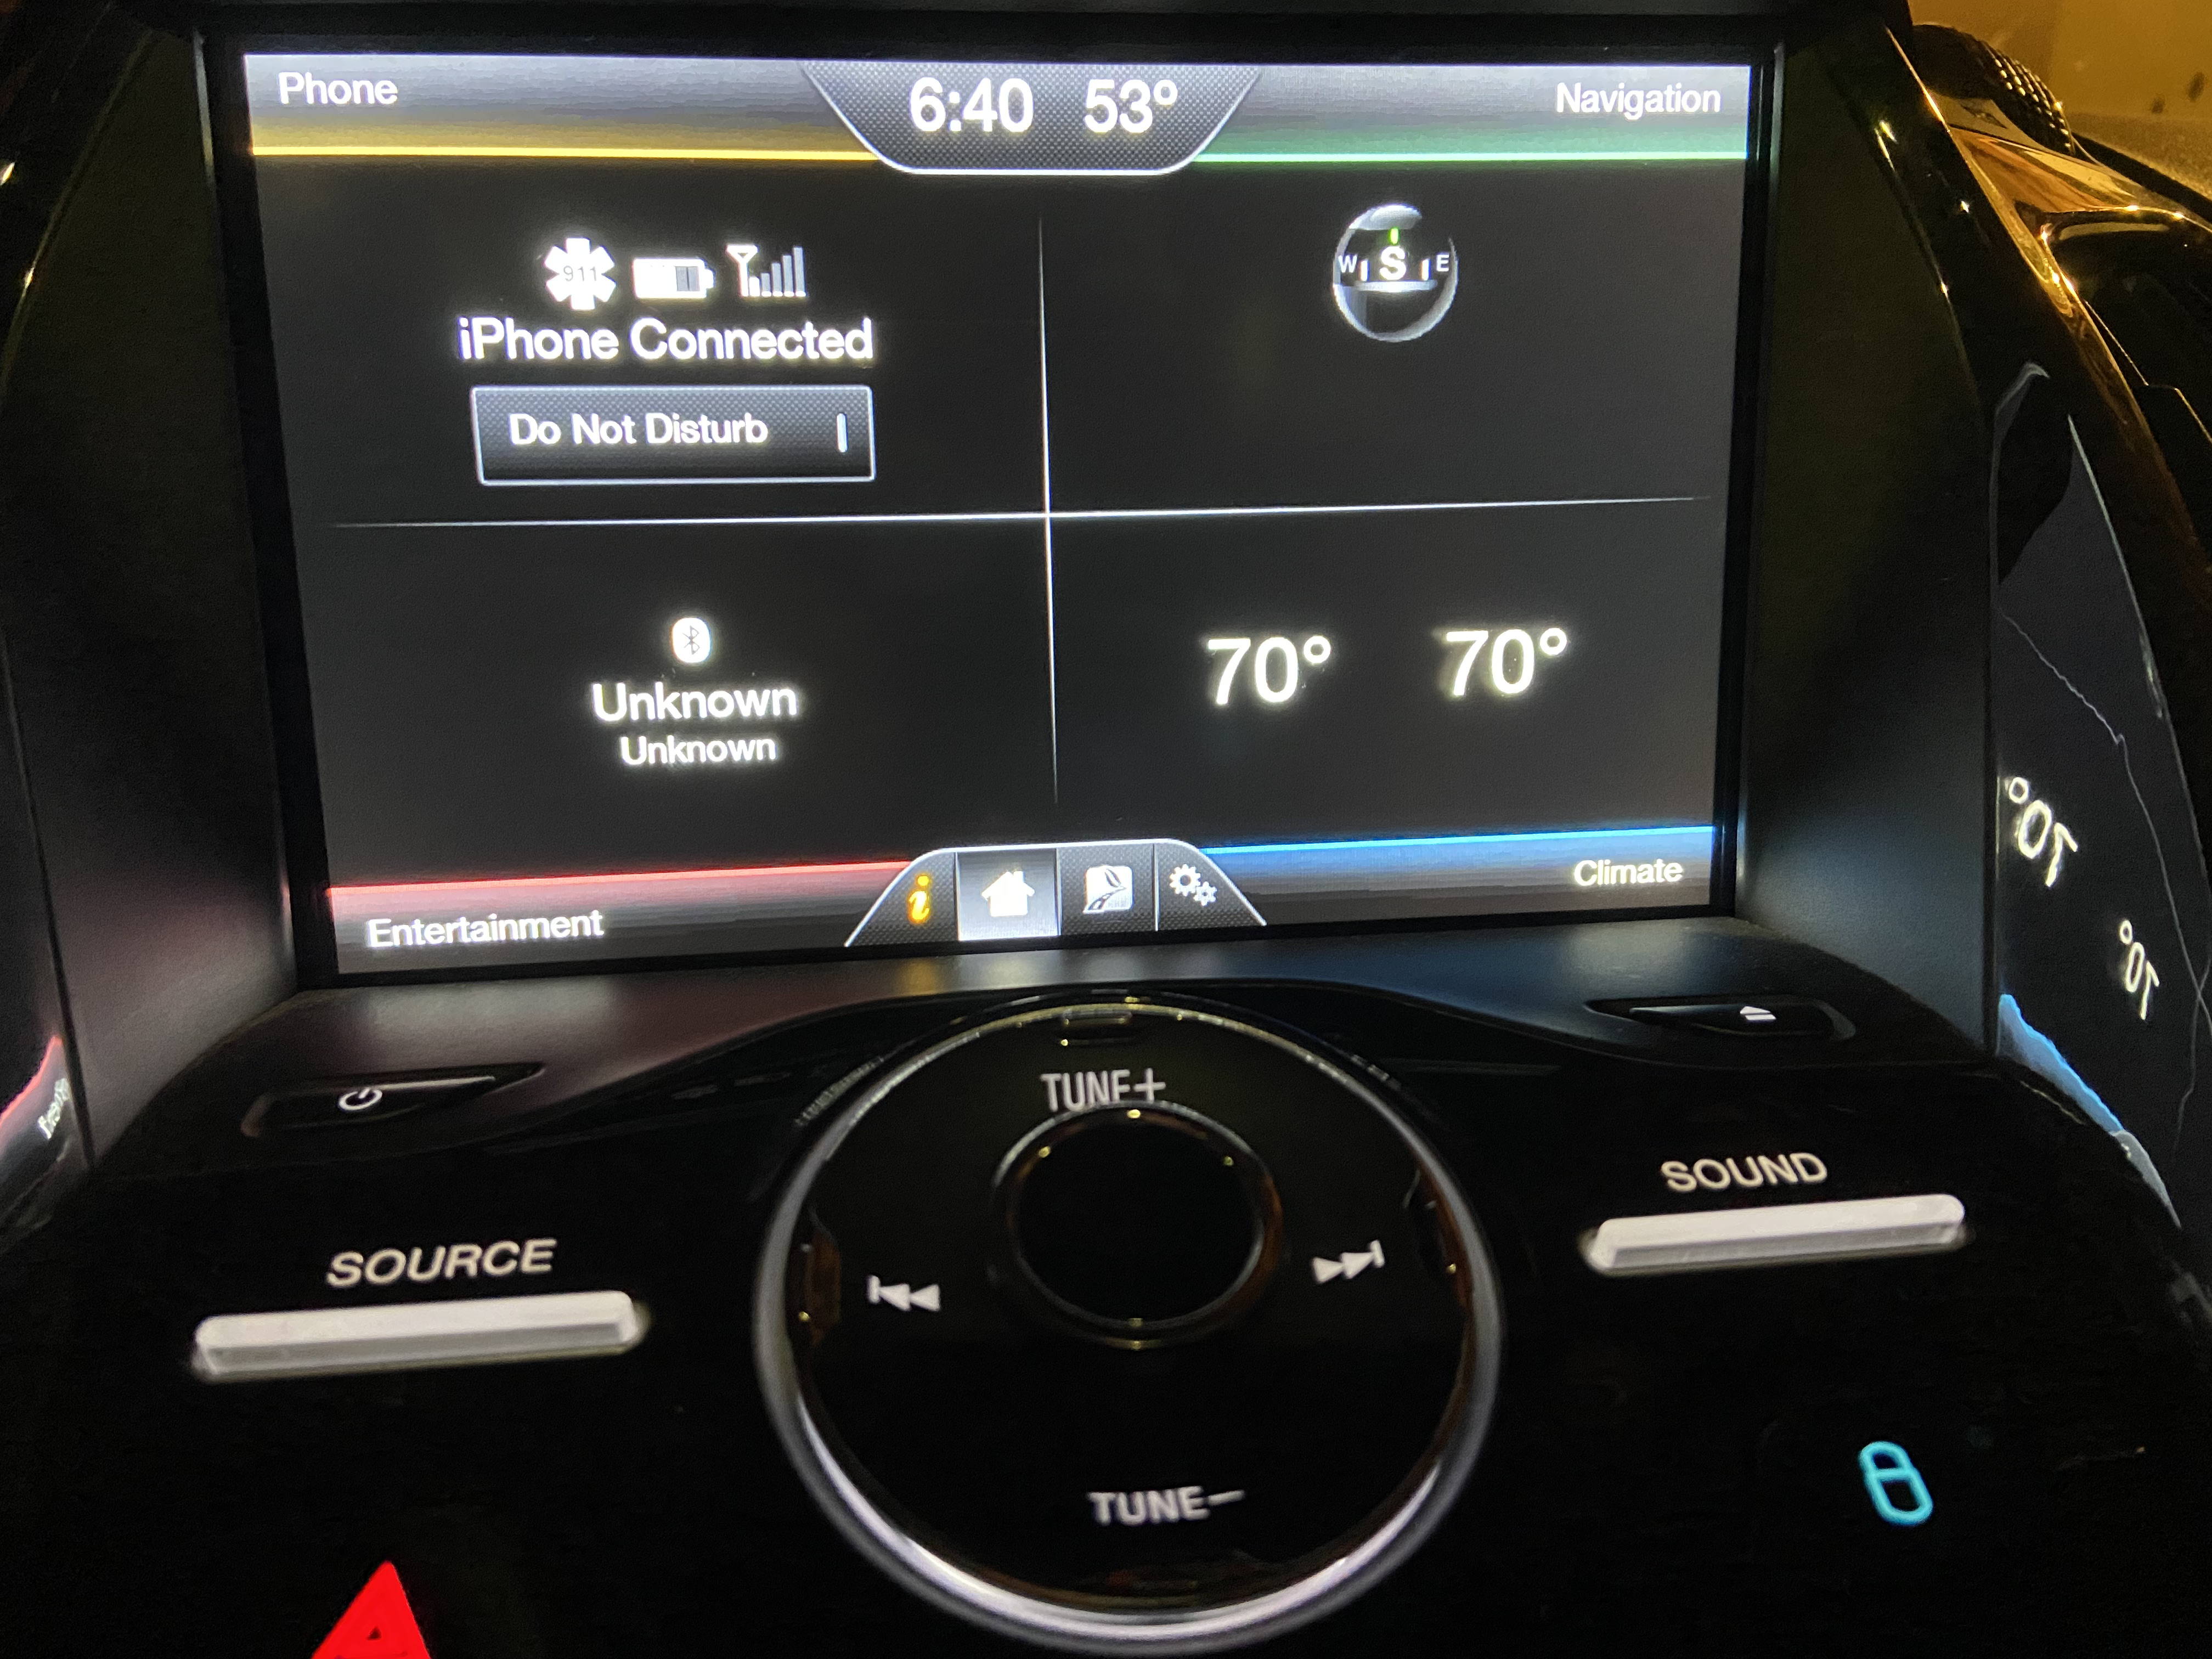 Phone
6:40 53°
Navigation
911
iPhone Connected
Do Not Disturb
W S E
Unknown
Unknown
70° 70°
Entertainment
i
Climate
TUNE+
SOURCE
SOUND
TUNE−
70°
70°